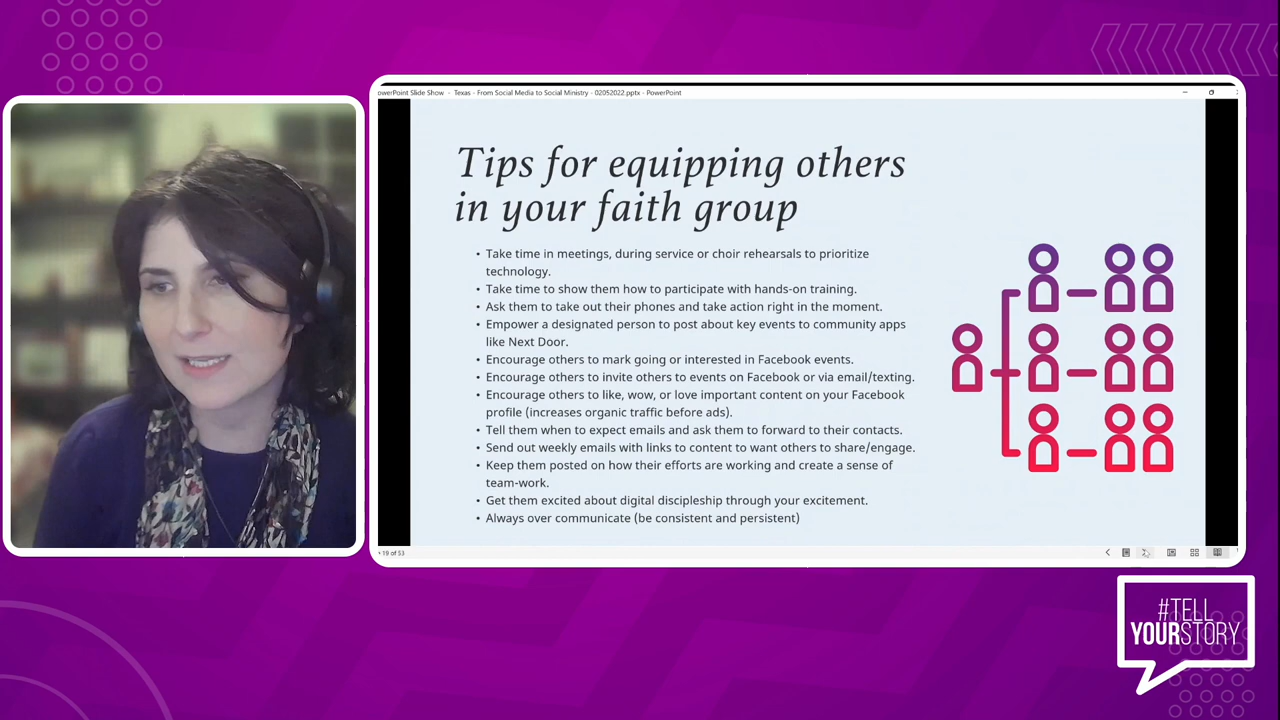 owerPoint Slide Show - Texas - From Social Media to Social Ministry - 02052022.pptx - PowerPoint
Tips for equipping others
in your faith group
• Take time in meetings, during service or choir rehearsals to prioritize
technology.
• Take time to show them how to participate with hands-on training.
• Ask them to take out their phones and take action right in the moment.
• Empower a designated person to post about key events to community apps
like Next Door.
• Encourage others to mark going or interested in Facebook events.
• Encourage others to invite others to events on Facebook or via email/texting.
• Encourage others to like, wow, or love important content on your Facebook
profile (increases organic traffic before ads).
• Tell them when to expect emails and ask them to forward to their contacts.
• Send out weekly emails with links to content to want others to share/engage.
• Keep them posted on how their efforts are working and create a sense of
team-work.
• Get them excited about digital discipleship through your excitement.
• Always over communicate (be consistent and persistent)
19 of 53
#TELL
YOURSTORY